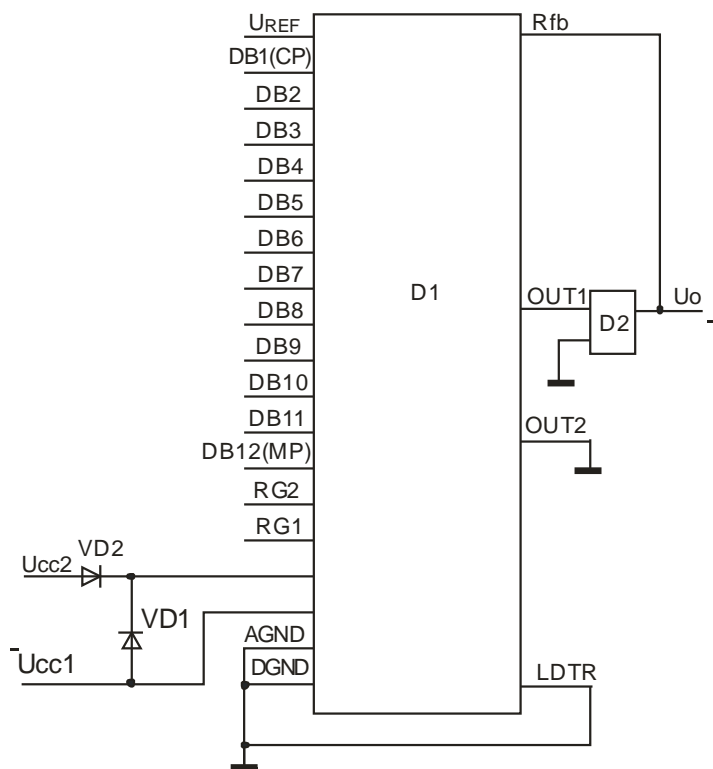 UREF
Rfb
DB1(CP)
DB2
DB3
DB4
DB5
DB6
DB7
DB8
DB9
DB10
DB11
DB12(MP)
RG2
RG1
D1
OUT1
D2
Uo
OUT2
Ucc2
VD2
VD1
Ucc1
AGND
DGND
LDTR